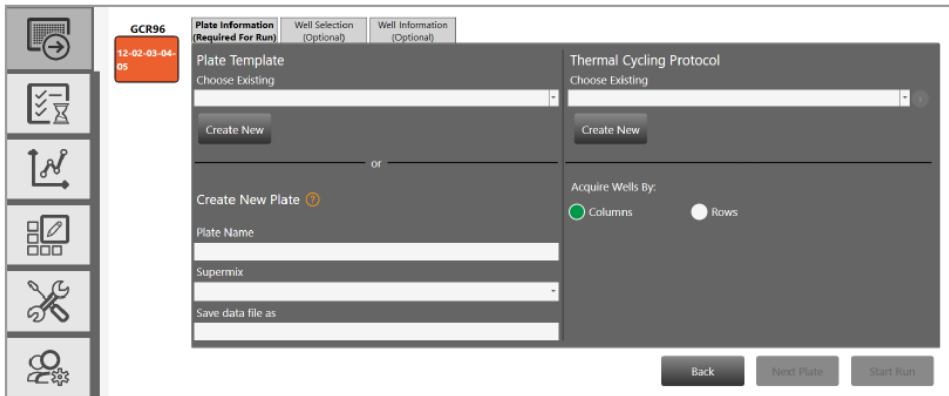 GCR96
12-02-03-04-
05
Plate Information
(Required For Run)
Well Selection
(Optional)
Well Information
(Optional)
Plate Template
Choose Existing
Create New
or
Create New Plate ?
Plate Name
Supermix
Save data file as
Thermal Cycling Protocol
Choose Existing
Create New
Acquire Wells By:
Columns
Rows
Back
Next Plate
Start Run